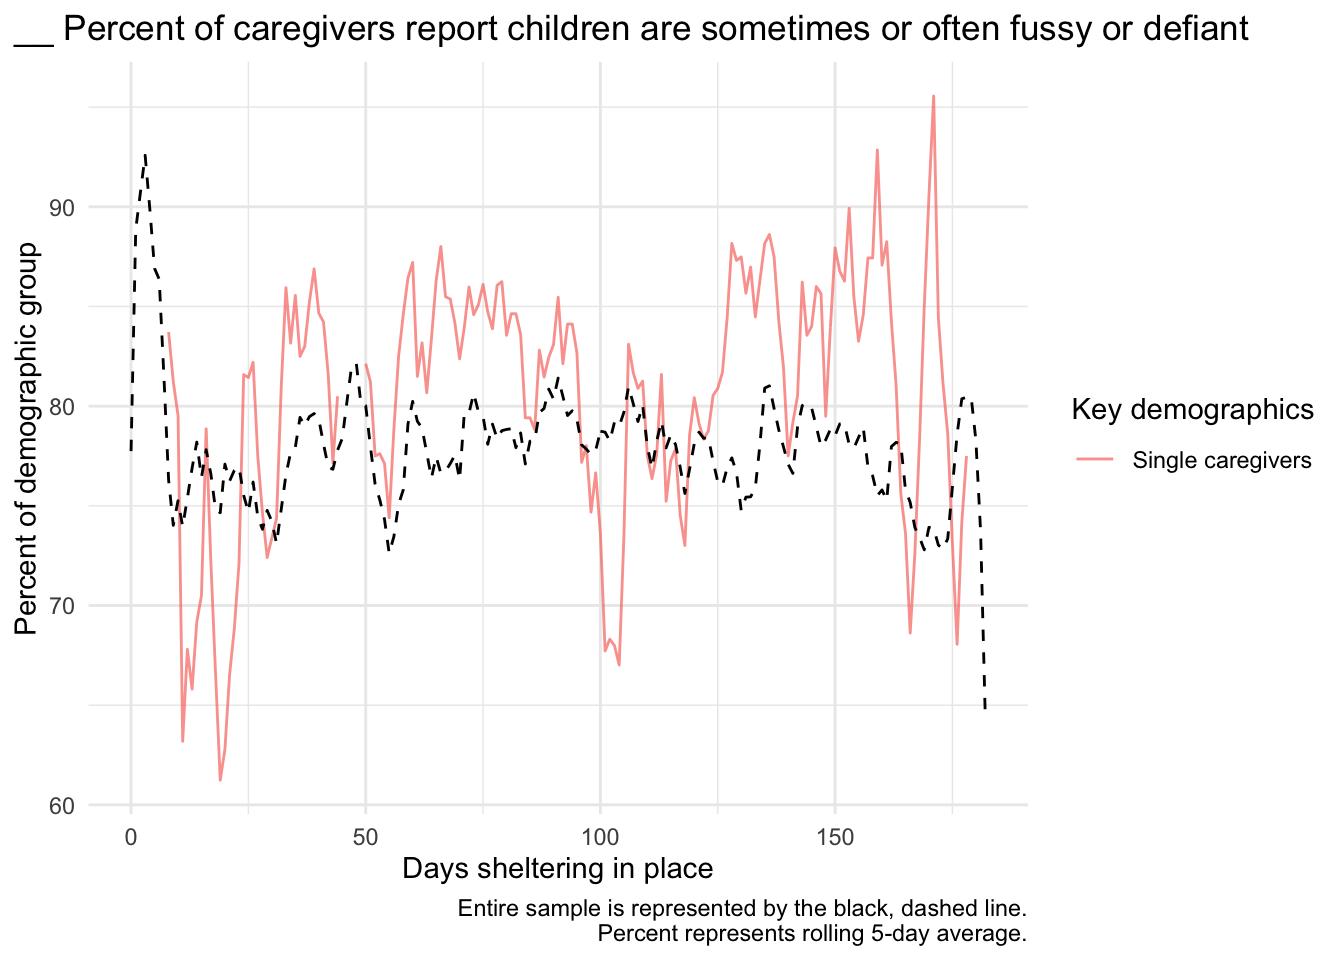 __ Percent of caregivers report children are sometimes or often fussy or defiant
Percent of demographic group
90
80
70
60
0 50 100 150
Days sheltering in place
Key demographics
Single caregivers
Entire sample is represented by the black, dashed line.
Percent represents rolling 5-day average.